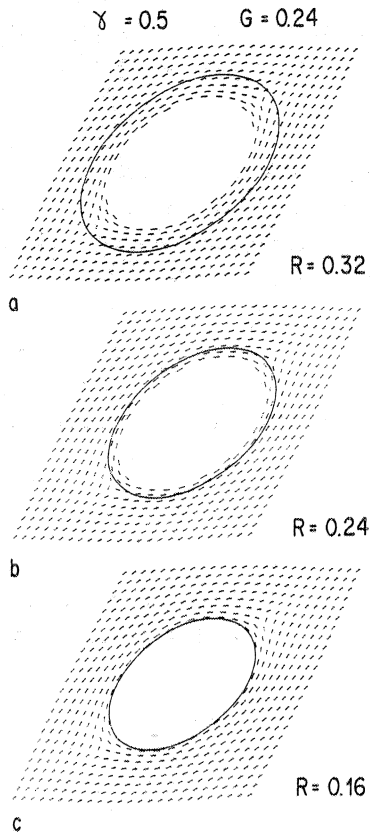 γ = 0.5 G = 0.24
R = 0.32
a
R = 0.24
b
R = 0.16
c